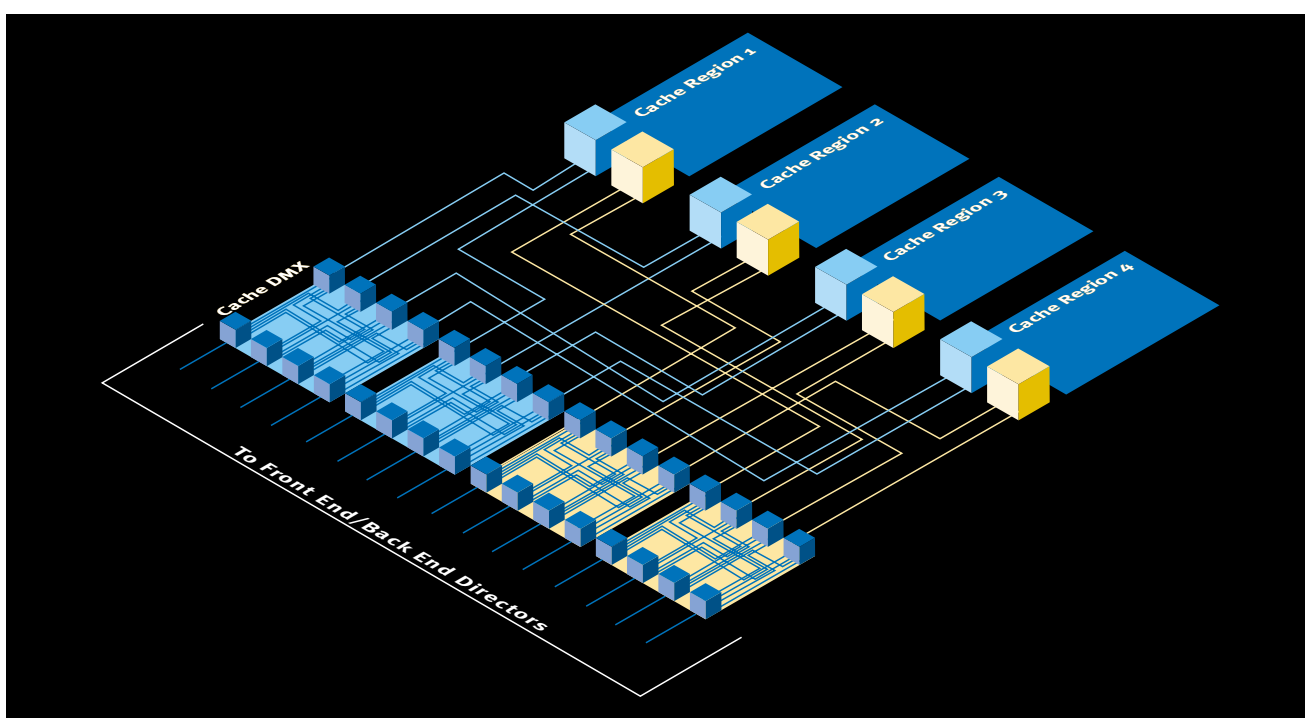 Cache Region 1
Cache Region 2
Cache Region 3
Cache Region 4
Cache DMX
To Front End/Back End Directors